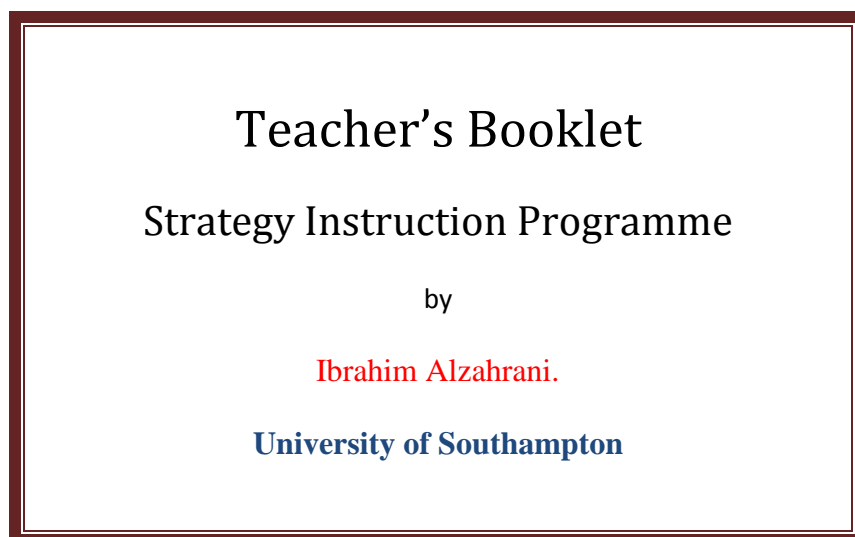 Teacher’s Booklet
Strategy Instruction Programme
by
Ibrahim Alzahrani.
University of Southampton